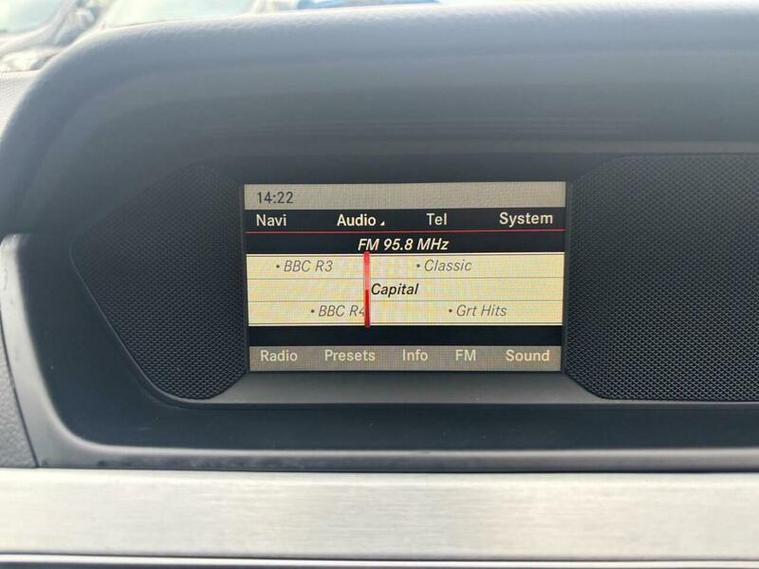 14:22
Navi Audio Tel System
FM 95.8 MHz
• BBC R3 • Classic
Capital
• BBC R4 • Grt Hits
Radio Presets Info FM Sound